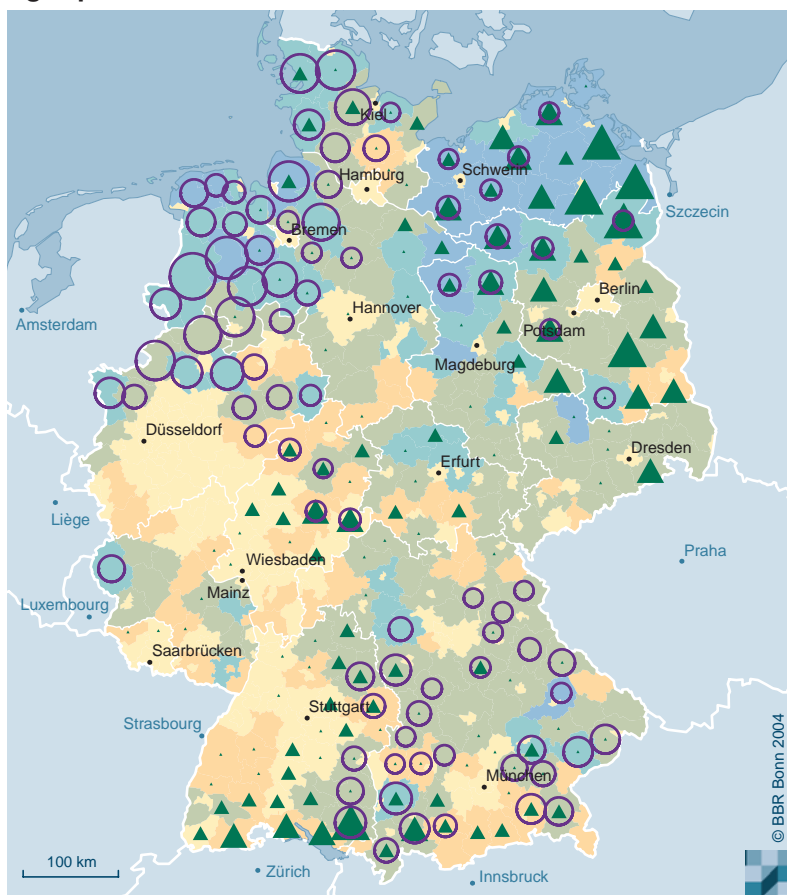 Kiel
Hamburg
Schwerin
Szczecin
Bremen
Berlin
Amsterdam
Hannover
Potsdam
Magdeburg
Düsseldorf
Dresden
Erfurt
Liège
Praha
Wiesbaden
Mainz
Luxembourg
Saarbrücken
Stuttgart
Strasbourg
München
© BBR Bonn 2004
100 km
Zürich
Innsbruck